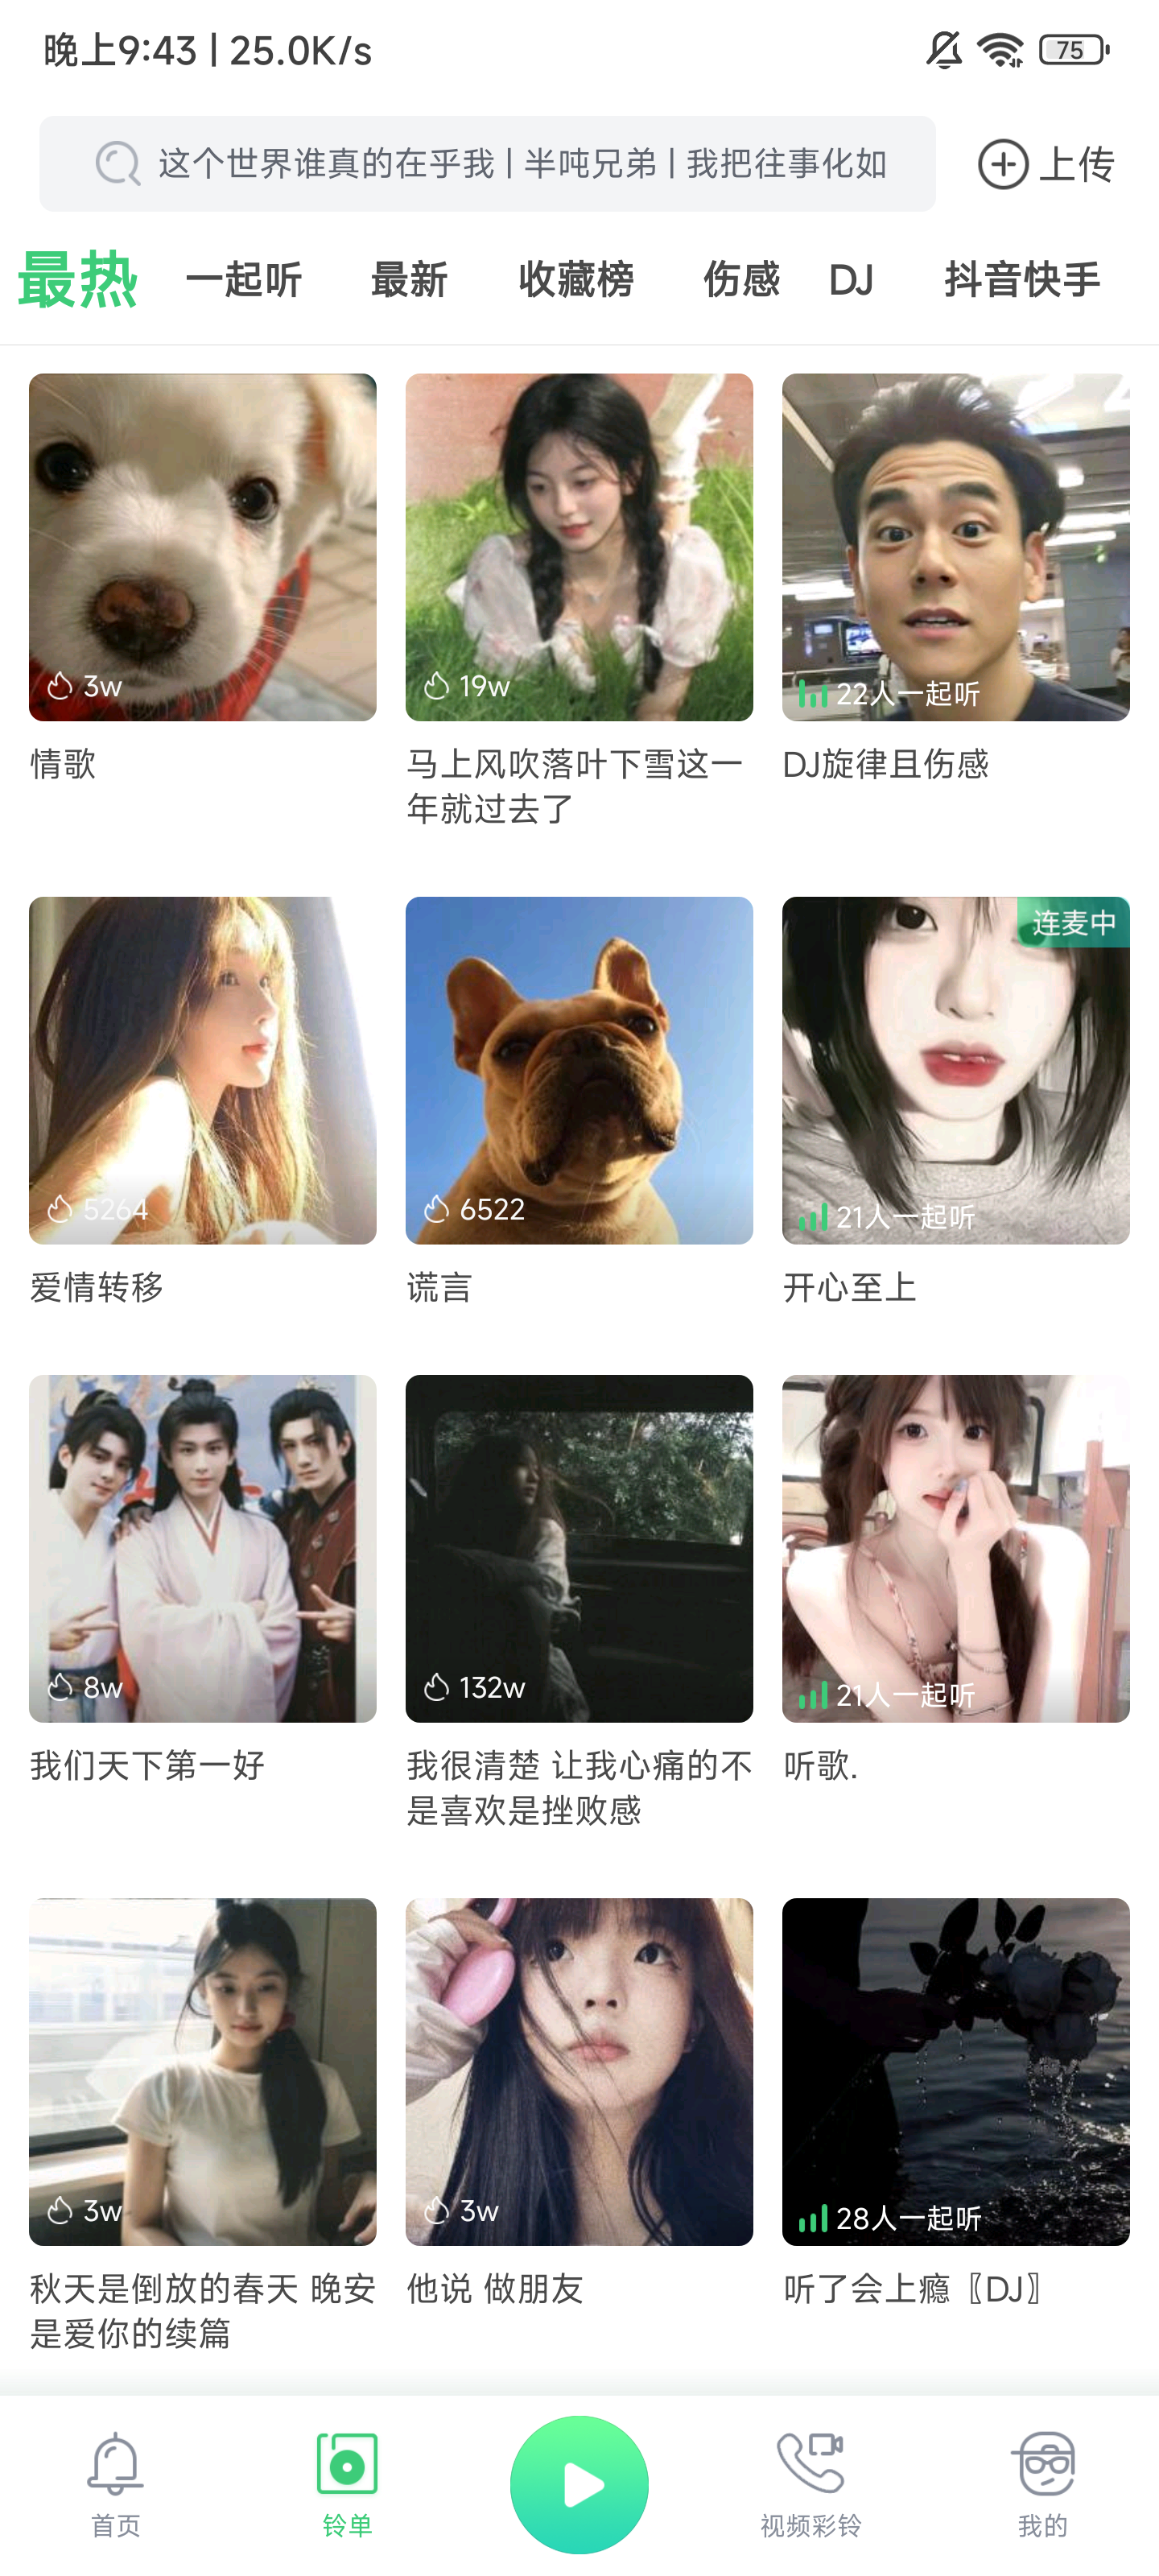 晚上9:43 | 25.0K/s
75
这个世界谁真的在乎我 | 半吨兄弟 | 我把往事化如
上传
最热 一起听 最新 收藏榜 伤感 DJ 抖音快手
3w
19w
22人一起听
情歌
马上风吹落叶下雪这一
年就过去了
DJ旋律且伤感
连麦中
5264
6522
21人一起听
爱情转移
谎言
开心至上
8w
132w
21人一起听
我们天下第一好
我很清楚 让我心痛的不
是喜欢是挫败感
听歌.
3w
3w
28人一起听
秋天是倒放的春天 晚安
是爱你的续篇
他说 做朋友
听了会上瘾〖DJ〗
首页
铃单
视频彩铃
我的